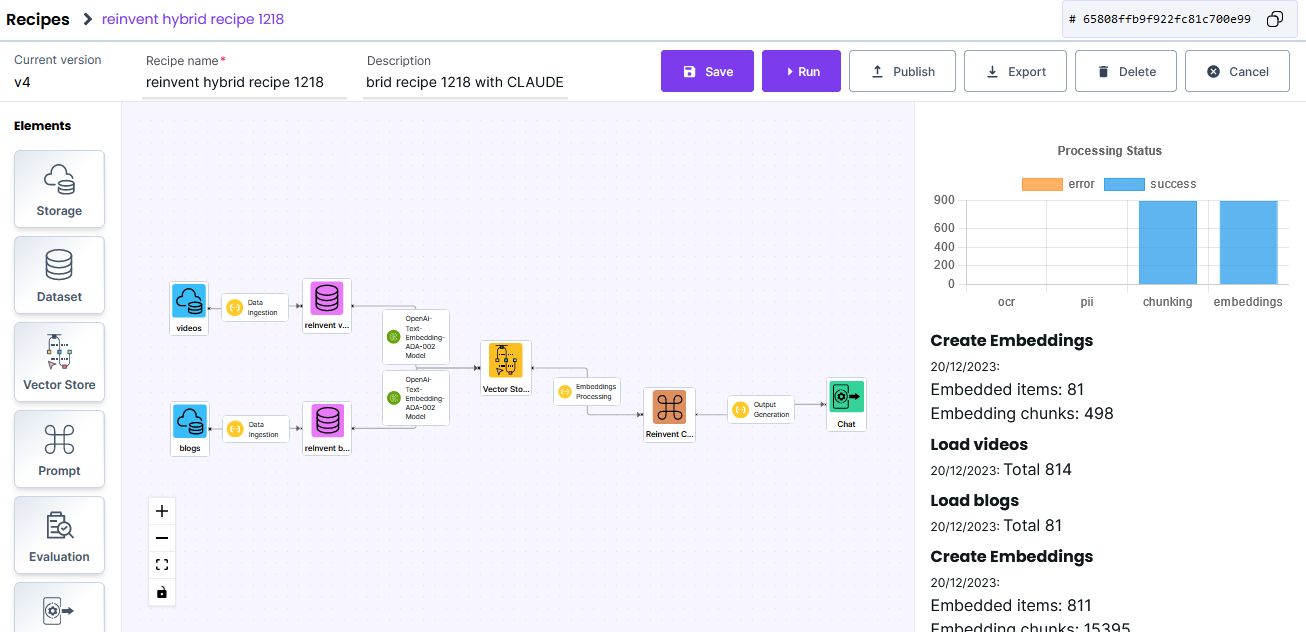 Recipes > reinvent hybrid recipe 1218
# 65808ffb9f922fc81c700e99
Current version
v4
Recipe name*
reinvent hybrid recipe 1218
Description
brid recipe 1218 with CLAUDE
Save
Run
Publish
Export
Delete
Cancel
Elements
Storage
Dataset
Vector Store
Prompt
Evaluation
videos
Data
Ingestion
reInvent v...
OpenAI-
Text-
Embedding-
ADA-002
Model
blogs
Data
Ingestion
reInvent b...
OpenAI-
Text-
Embedding-
ADA-002
Model
Vector Sto...
Embeddings
Processing
Reinvent C...
Output
Generation
Chat
Processing Status
error
success
900
600
400
200
0
ocr
pii
chunking
embeddings
Create Embeddings
20/12/2023:
Embedded items: 81
Embedding chunks: 498
Load videos
20/12/2023: Total 814
Load blogs
20/12/2023: Total 81
Create Embeddings
20/12/2023:
Embedded items: 811
Embedding chunks: 15395